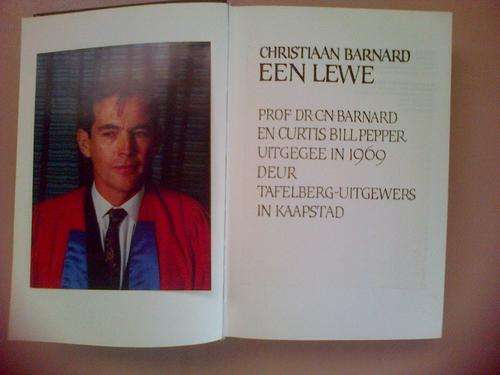 CHRISTIAAN BARNARD
EEN LEWE
PROF DR CN·BARNARD
EN CURTIS BILL PEPPER
UITGEGEE IN 1969
DEUR
TAFELBERG-UITGEWERS
IN KAAPSTAD